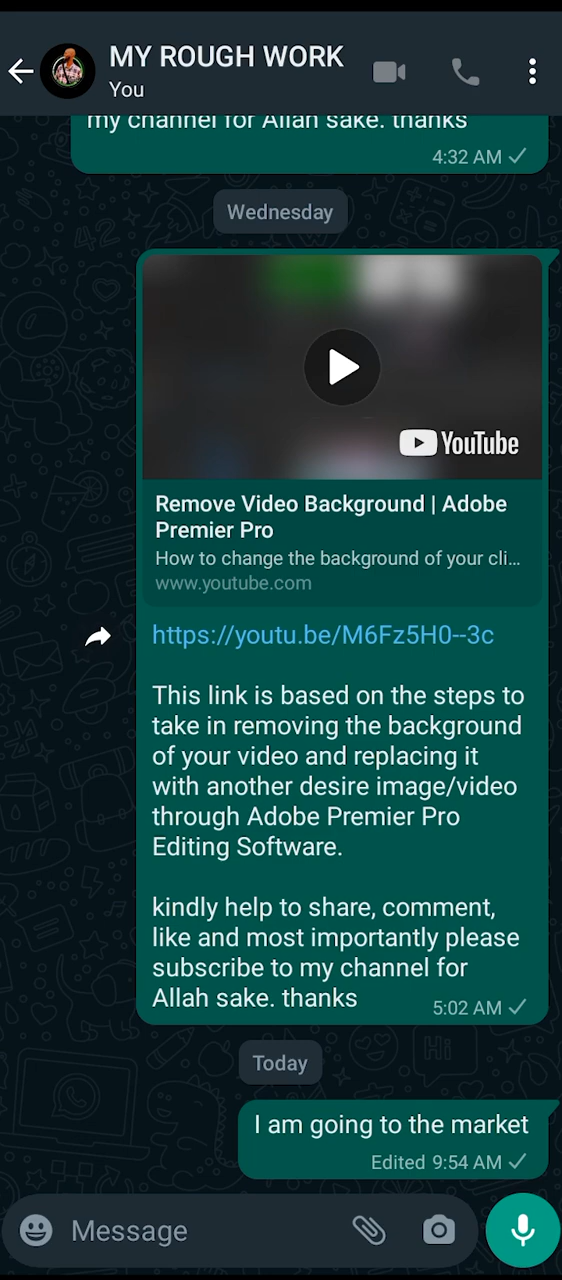 MY ROUGH WORK
You
my channel for Allah sake. thanks
4:32 AM
Wednesday
YouTube
Remove Video Background | Adobe
Premier Pro
How to change the background of your cli...
www.youtube.com
https://youtu.be/M6Fz5H0--3c
This link is based on the steps to
take in removing the background
of your video and replacing it
with another desire image/video
through Adobe Premier Pro
Editing Software.
kindly help to share, comment,
like and most importantly please
subscribe to my channel for
Allah sake. thanks
5:02 AM
Today
I am going to the market
Edited 9:54 AM
Message